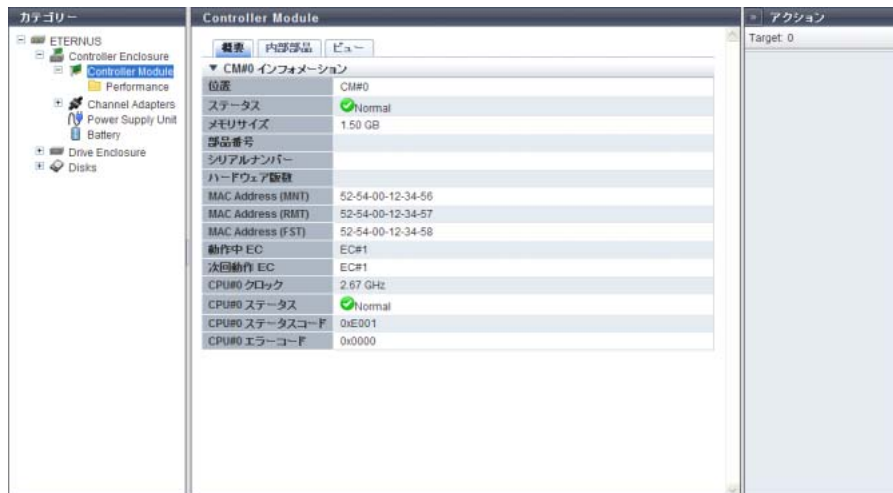 カテゴリー
ETERNUS
Controller Enclosure
Controller Module
Performance
Channel Adapters
Power Supply Unit
Battery
Drive Enclosure
Disks
Controller Module
概要 内部部品 ビュー
▼ CM#0 インフォメーション
位置 CM#0
ステータス Normal
メモリサイズ 1.50 GB
部品番号
シリアルナンバー
ハードウェア版数
MAC Address (MNT) 52-54-00-12-34-56
MAC Address (RMT) 52-54-00-12-34-57
MAC Address (FST) 52-54-00-12-34-58
動作中 EC EC#1
次回動作 EC EC#1
CPU#0 クロック 2.67 GHz
CPU#0 ステータス Normal
CPU#0 ステータスコード 0xE001
CPU#0 エラーコード 0x0000
» アクション
Target: 0